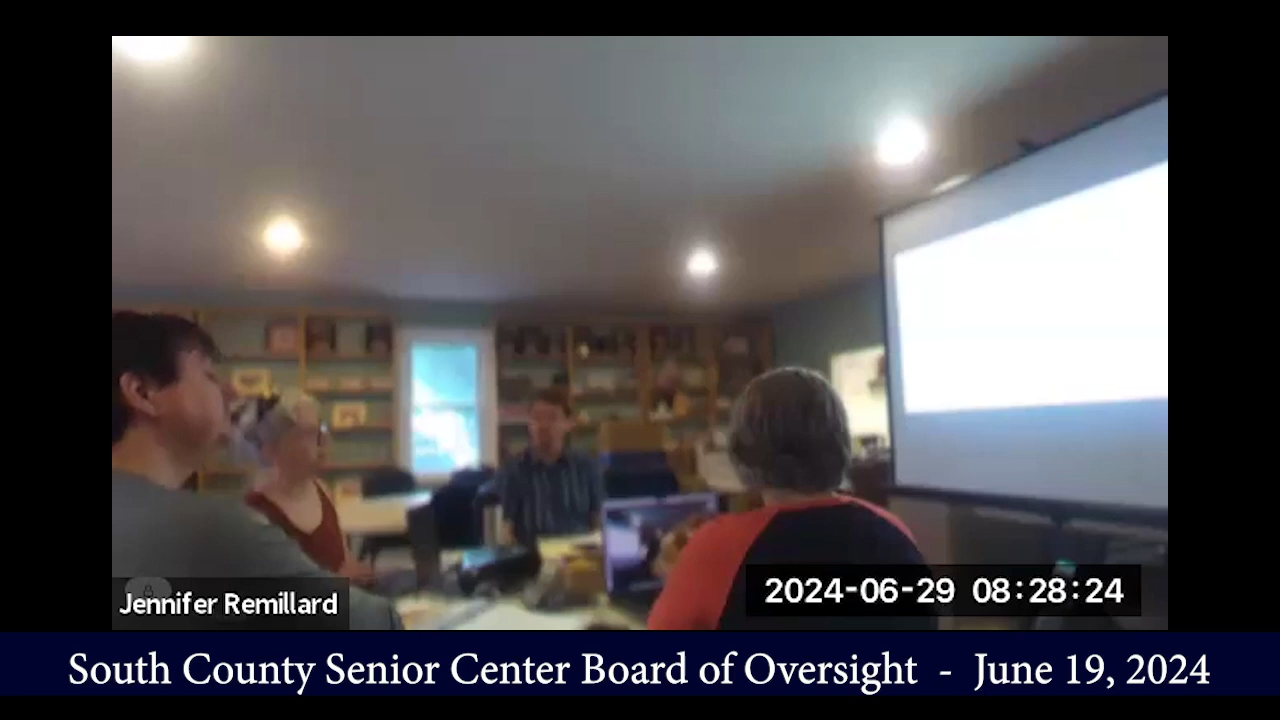 Jennifer Remillard
2024-06-29 08:28:24
South County Senior Center Board of Oversight - June 19, 2024